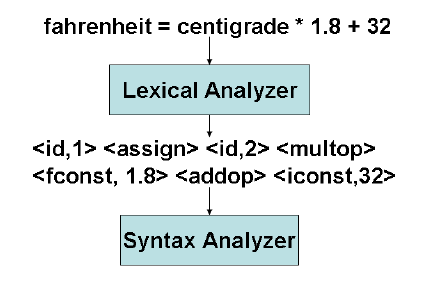 fahrenheit = centigrade * 1.8 + 32
Lexical Analyzer
<id,1> <assign> <id,2> <multop>
<fconst, 1.8> <addop> <iconst,32>
Syntax Analyzer